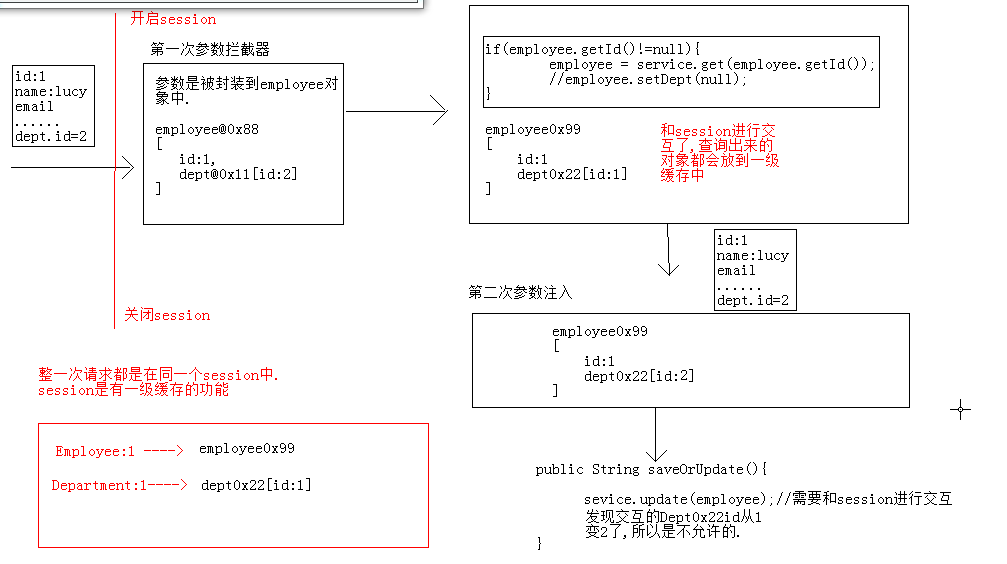 开启session
第一次参数拦截器
id:1
name:lucy
email
......
dept.id=2
参数是被封装到employee对
象中.
employee@0x88
[
id:1,
dept@0x11[id:2]
]
if(employee.getId()!=null){
employee = service.get(employee.getId());
//employee.setDept(null);
}
employee0x99
[
id:1
dept0x22[id:1]
]
和session进行交
互了,查询出来的
对象都会放到一级
缓存中
id:1
name:lucy
email
......
dept.id=2
第二次参数注入
employee0x99
[
id:1
dept0x22[id:2]
]
关闭session
整一次请求都是在同一个session中.
session是有一级缓存的功能
Employee:1 ----> employee0x99
Department:1----> dept0x22[id:1]
public String saveOrUpdate(){
sevice.update(employee);//需要和session进行交互
发现交互的Dept0x22id从1
变2了,所以是不允许的.
}